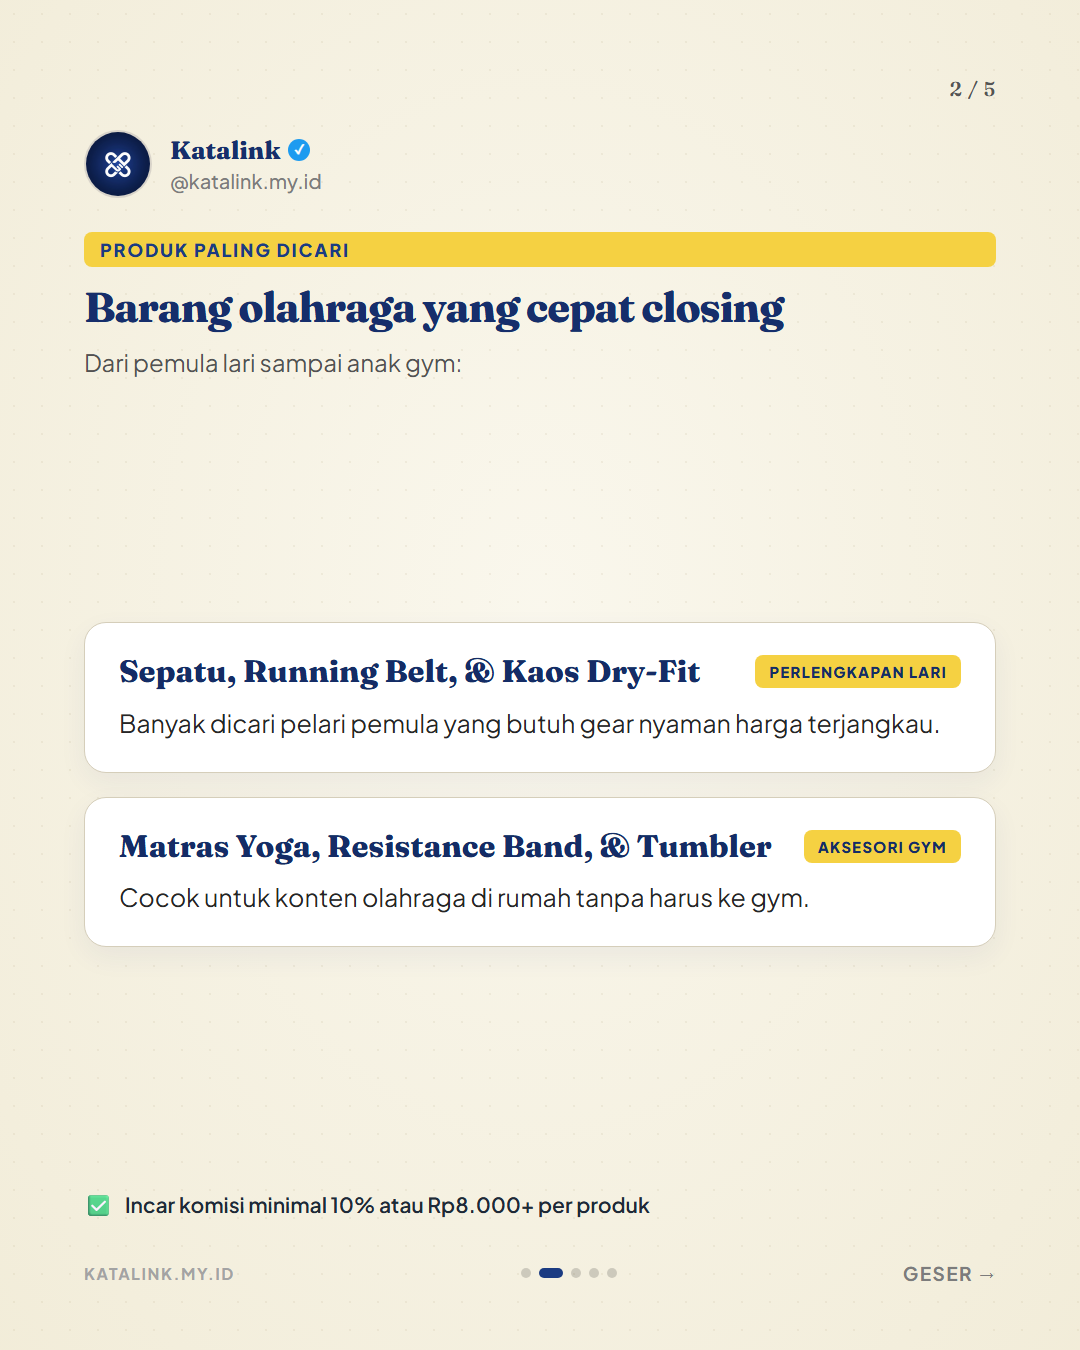 2 / 5
Katalink
@katalink.my.id
PRODUK PALING DICARI
Barang olahraga yang cepat closing
Dari pemula lari sampai anak gym:
Sepatu, Running Belt, & Kaos Dry-Fit
PERLENGKAPAN LARI
Banyak dicari pelari pemula yang butuh gear nyaman harga terjangkau.
Matras Yoga, Resistance Band, & Tumbler
AKSESORI GYM
Cocok untuk konten olahraga di rumah tanpa harus ke gym.
✅ Incar komisi minimal 10% atau Rp8.000+ per produk
KATALINK.MY.ID
GESER →